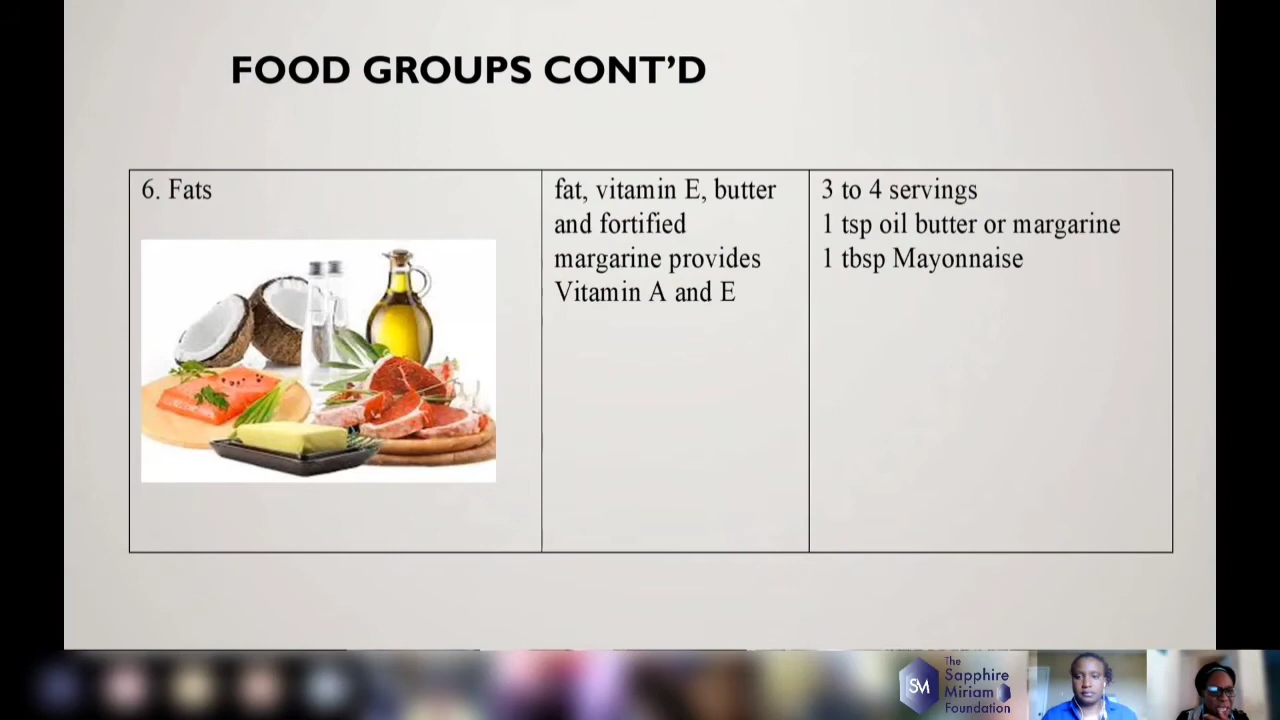 FOOD GROUPS CONT’D
6. Fats
fat, vitamin E, butter
and fortified
margarine provides
Vitamin A and E
3 to 4 servings
1 tsp oil butter or margarine
1 tbsp Mayonnaise
SM
The
Sapphire
Miriam
Foundation